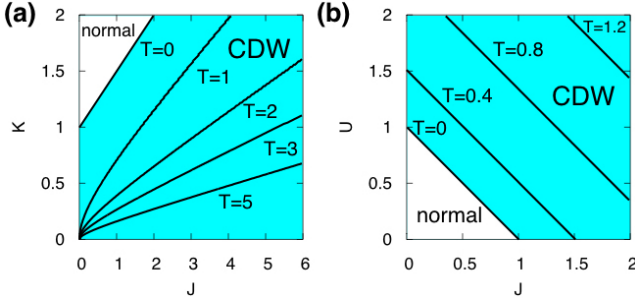 (a)
2
1.5
1
0.5
0
K
normal
T=0
CDW
T=1
T=2
T=3
T=5
0 1 2 3 4 5 6
J
(b)
2
1.5
1
0.5
0
U
T=1.2
T=0.8
CDW
T=0.4
T=0
normal
0 0.5 1 1.5 2
J